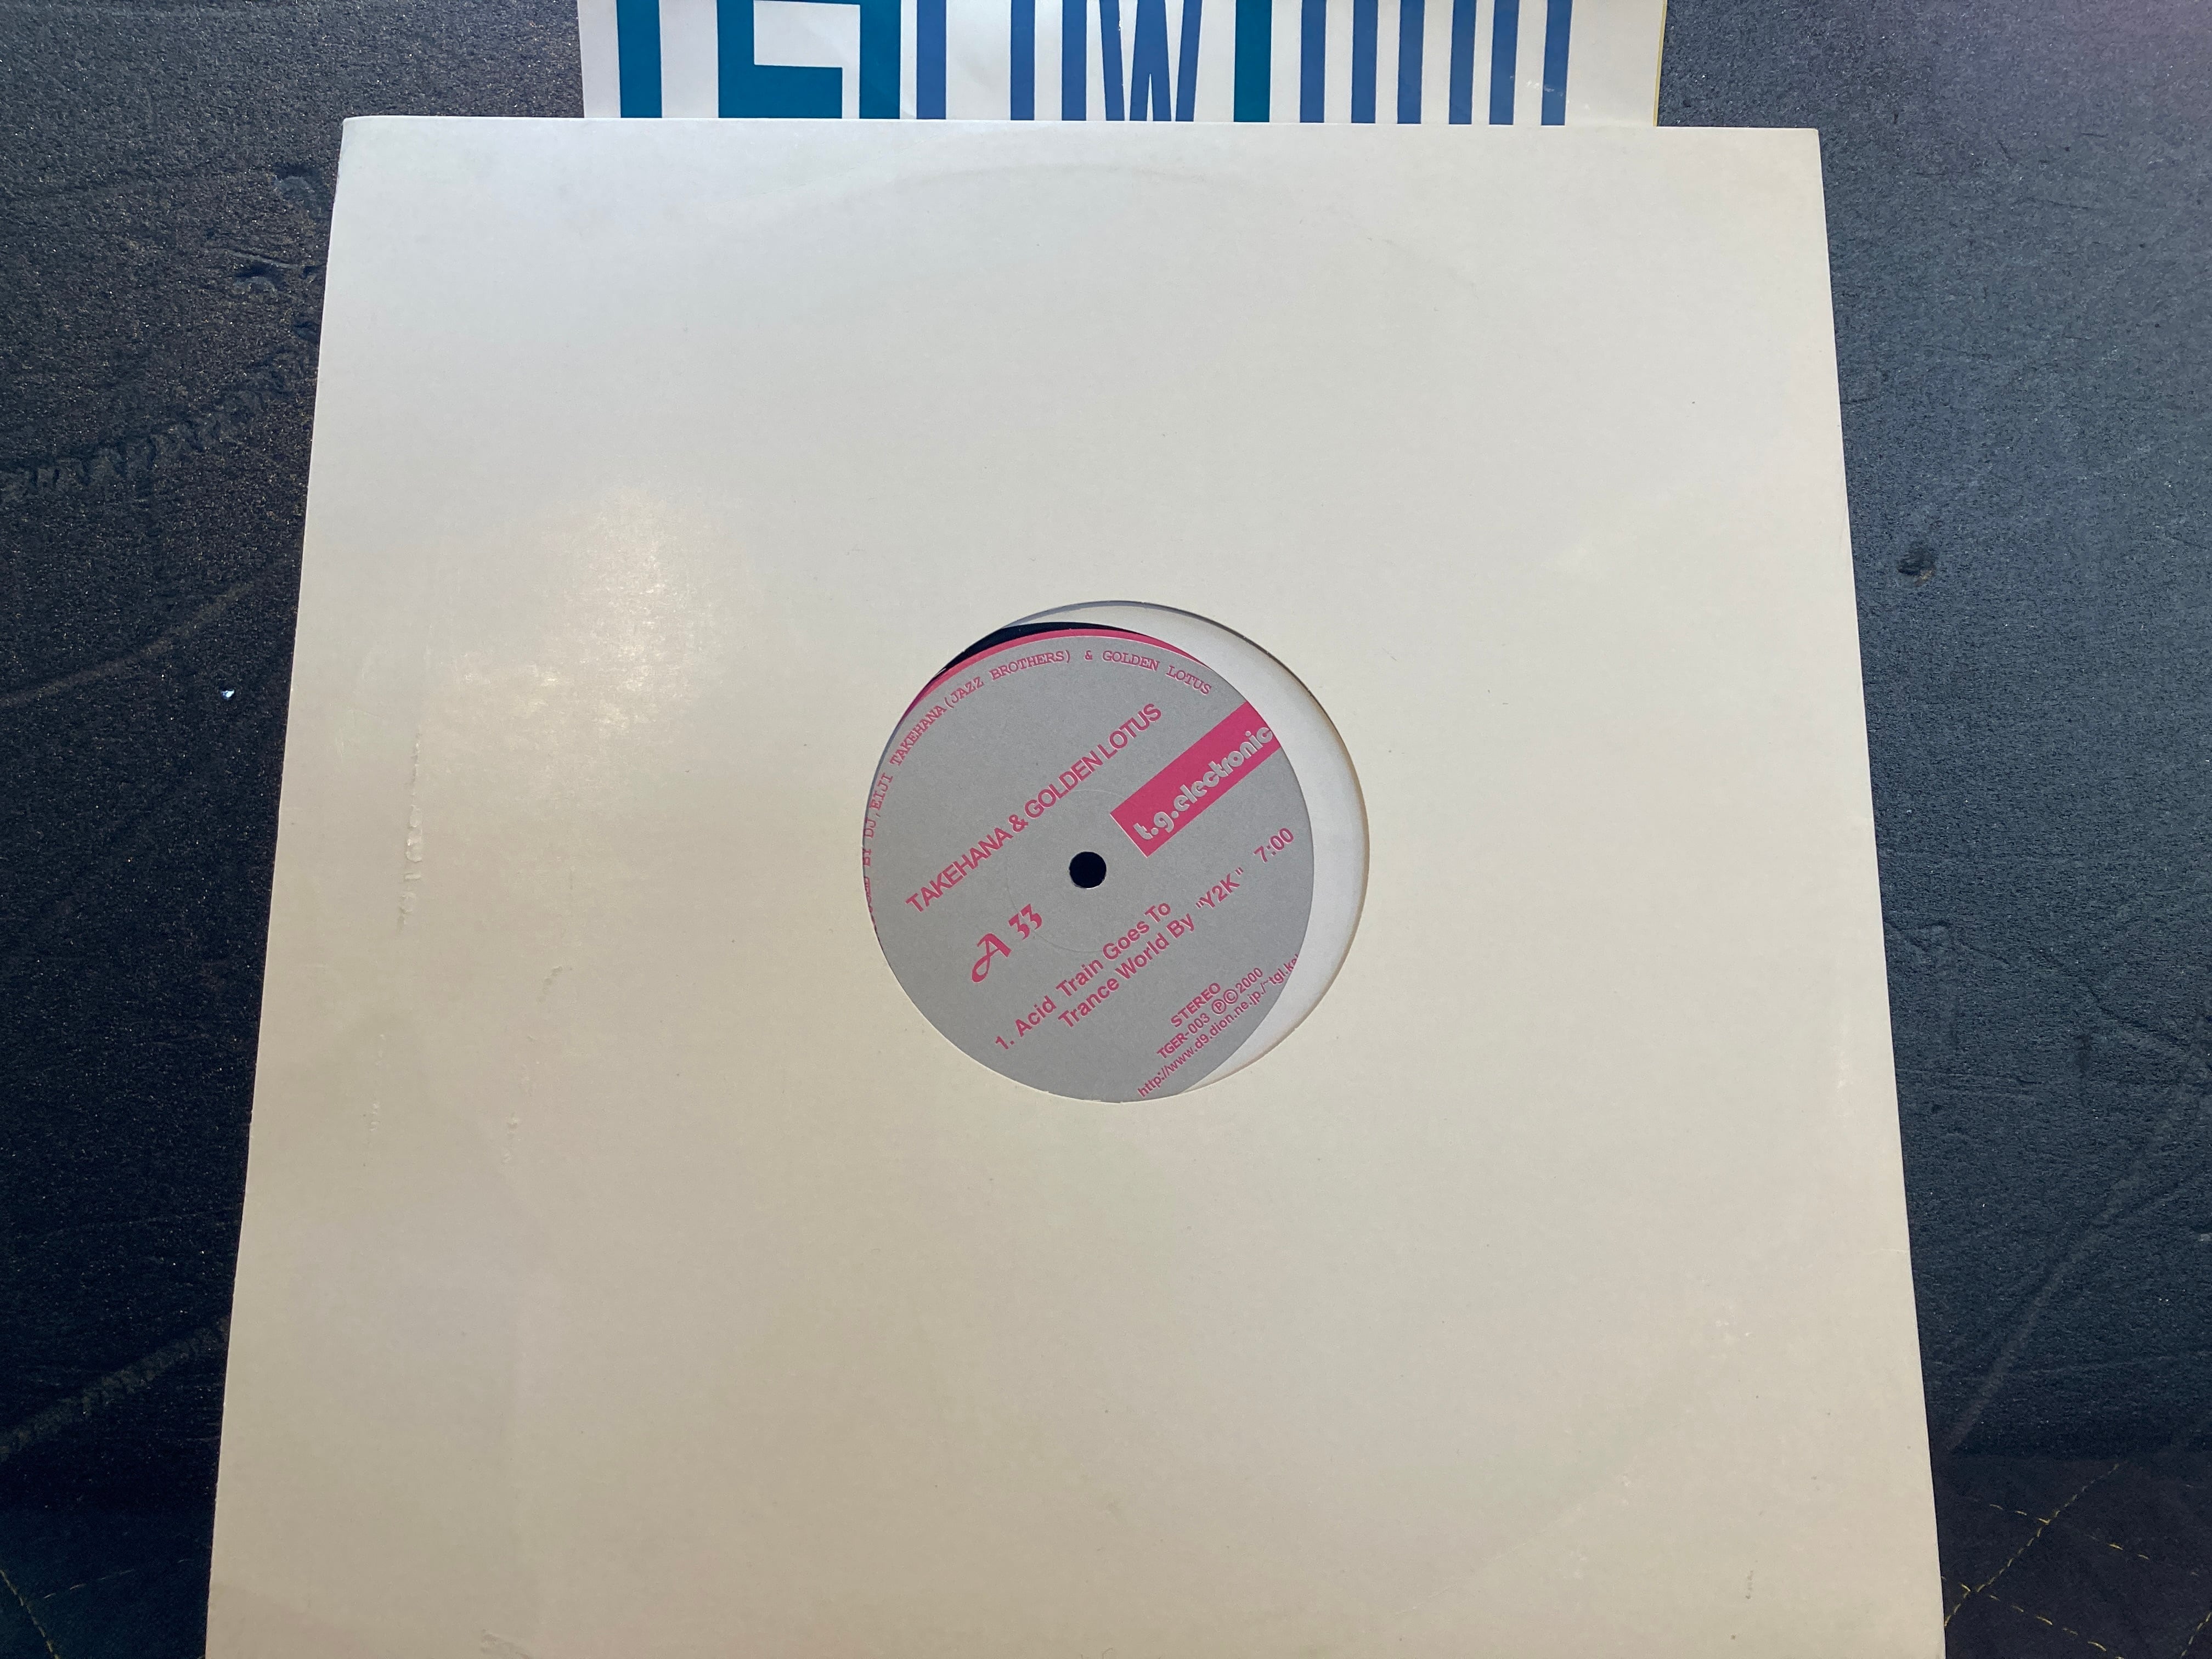 BY DJ,EIJI TAKEHANA(JAZZ BROTHERS) & GOLDEN LOTUS
TAKEHANA & GOLDEN LOTUS
t.g.electronic
A 33
1. Acid Train Goes To
Trance World By "Y2K" 7:00
STEREO
TGER-003 ℗©2000
http://www.d9.dion.ne.jp./~tgl.